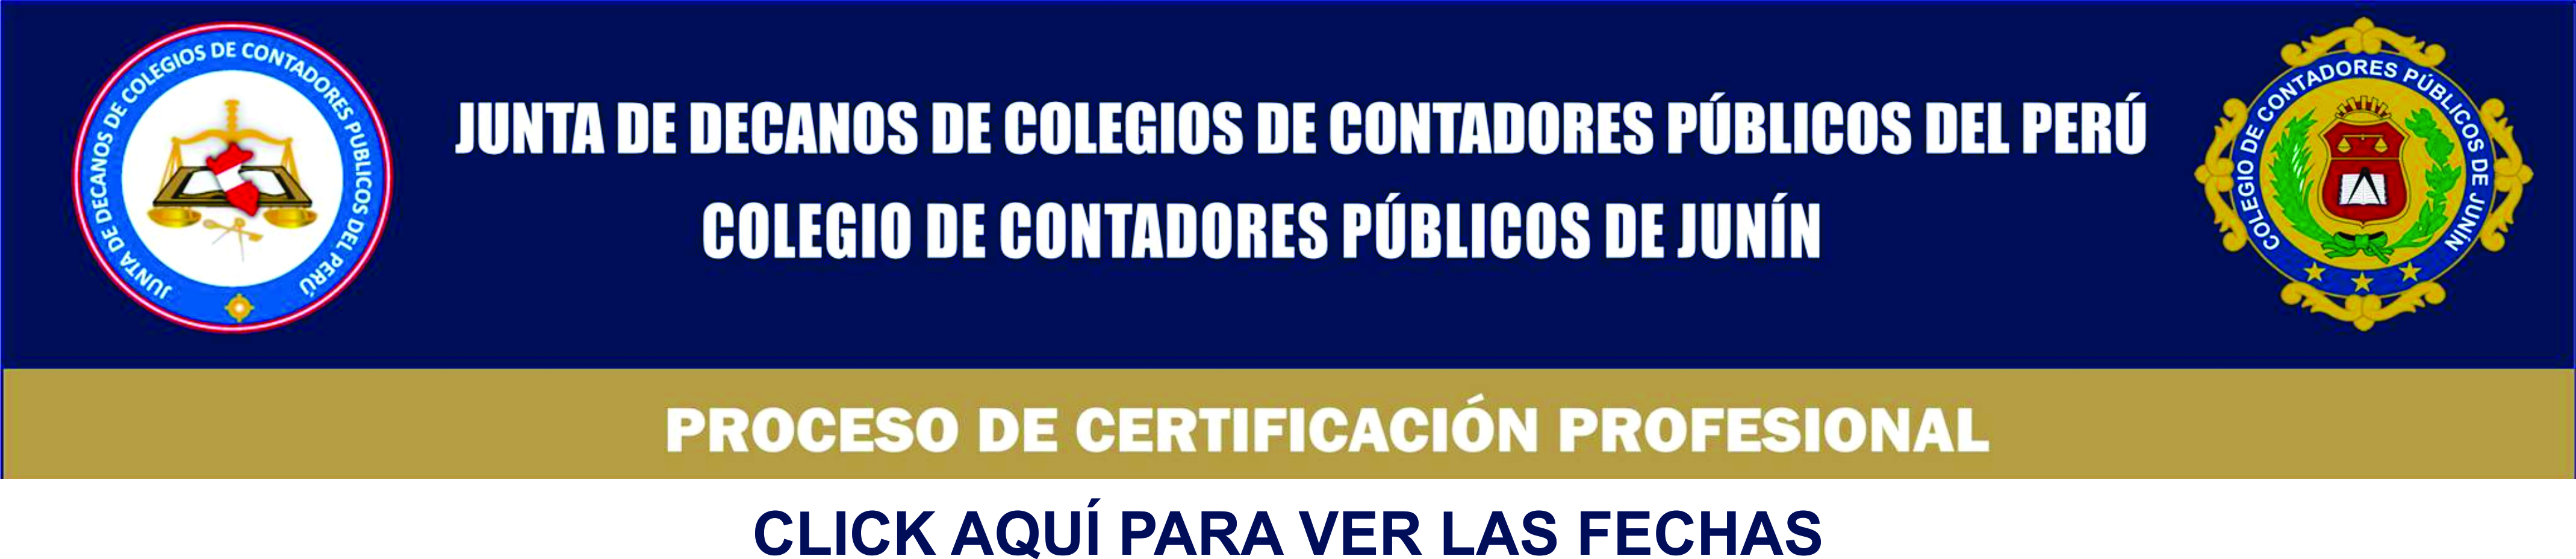 JUNTA DE DECANOS DE COLEGIOS DE CONTADORES PUBLICOS DEL PERÚ
JUNTA DE DECANOS DE COLEGIOS DE CONTADORES PÚBLICOS DEL PERÚ
COLEGIO DE CONTADORES PÚBLICOS DE JUNÍN
COLEGIO DE CONTADORES PÚBLICOS DE JUNÍN
PROCESO DE CERTIFICACIÓN PROFESIONAL
CLICK AQUÍ PARA VER LAS FECHAS